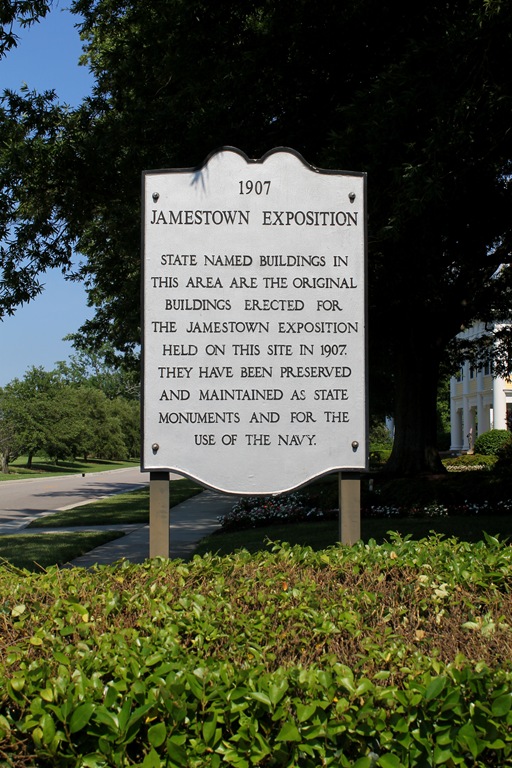 1907
JAMESTOWN EXPOSITION
STATE NAMED BUILDINGS IN
THIS AREA ARE THE ORIGINAL
BUILDINGS ERECTED FOR
THE JAMESTOWN EXPOSITION
HELD ON THIS SITE IN 1907.
THEY HAVE BEEN PRESERVED
AND MAINTAINED AS STATE
MONUMENTS AND FOR THE
USE OF THE NAVY.